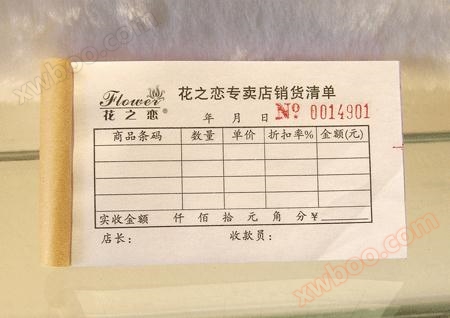 Flower
花之恋®
花之恋专卖店销货清单
年 月 日 Nº 0014901
商品条码 数量 单价 折扣率% 金额(元)
实收金额 仟 佰 拾 元 角 分 ¥
店长: 收款员:
xwboo.com
xwboo.com
xwboo.com